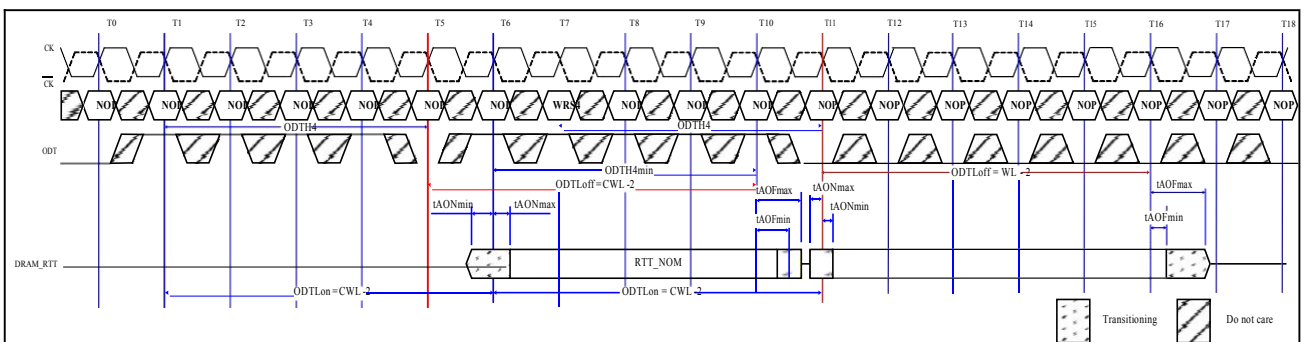 T0 T1 T2 T3 T4 T5 T6 T7 T8 T9 T10 T11 T12 T13 T14 T15 T16 T17 T18
CK
CK
NOP NOP NOP NOP NOP NOP NOP WRS4 NOP NOP NOP NOP NOP NOP NOP NOP NOP NOP NOP
ODTH4 ODTH4
ODT
ODTH4min
ODTLoff = WL - 2
ODTLoff = CWL -2
tAOFmax tAONmax tAOFmax
tAONmin tAONmax
tAOFmin tAONmin tAOFmin
DRAM_RTT
RTT_NOM
ODTLon = CWL -2 ODTLon = CWL -2
Transitioning Do not care